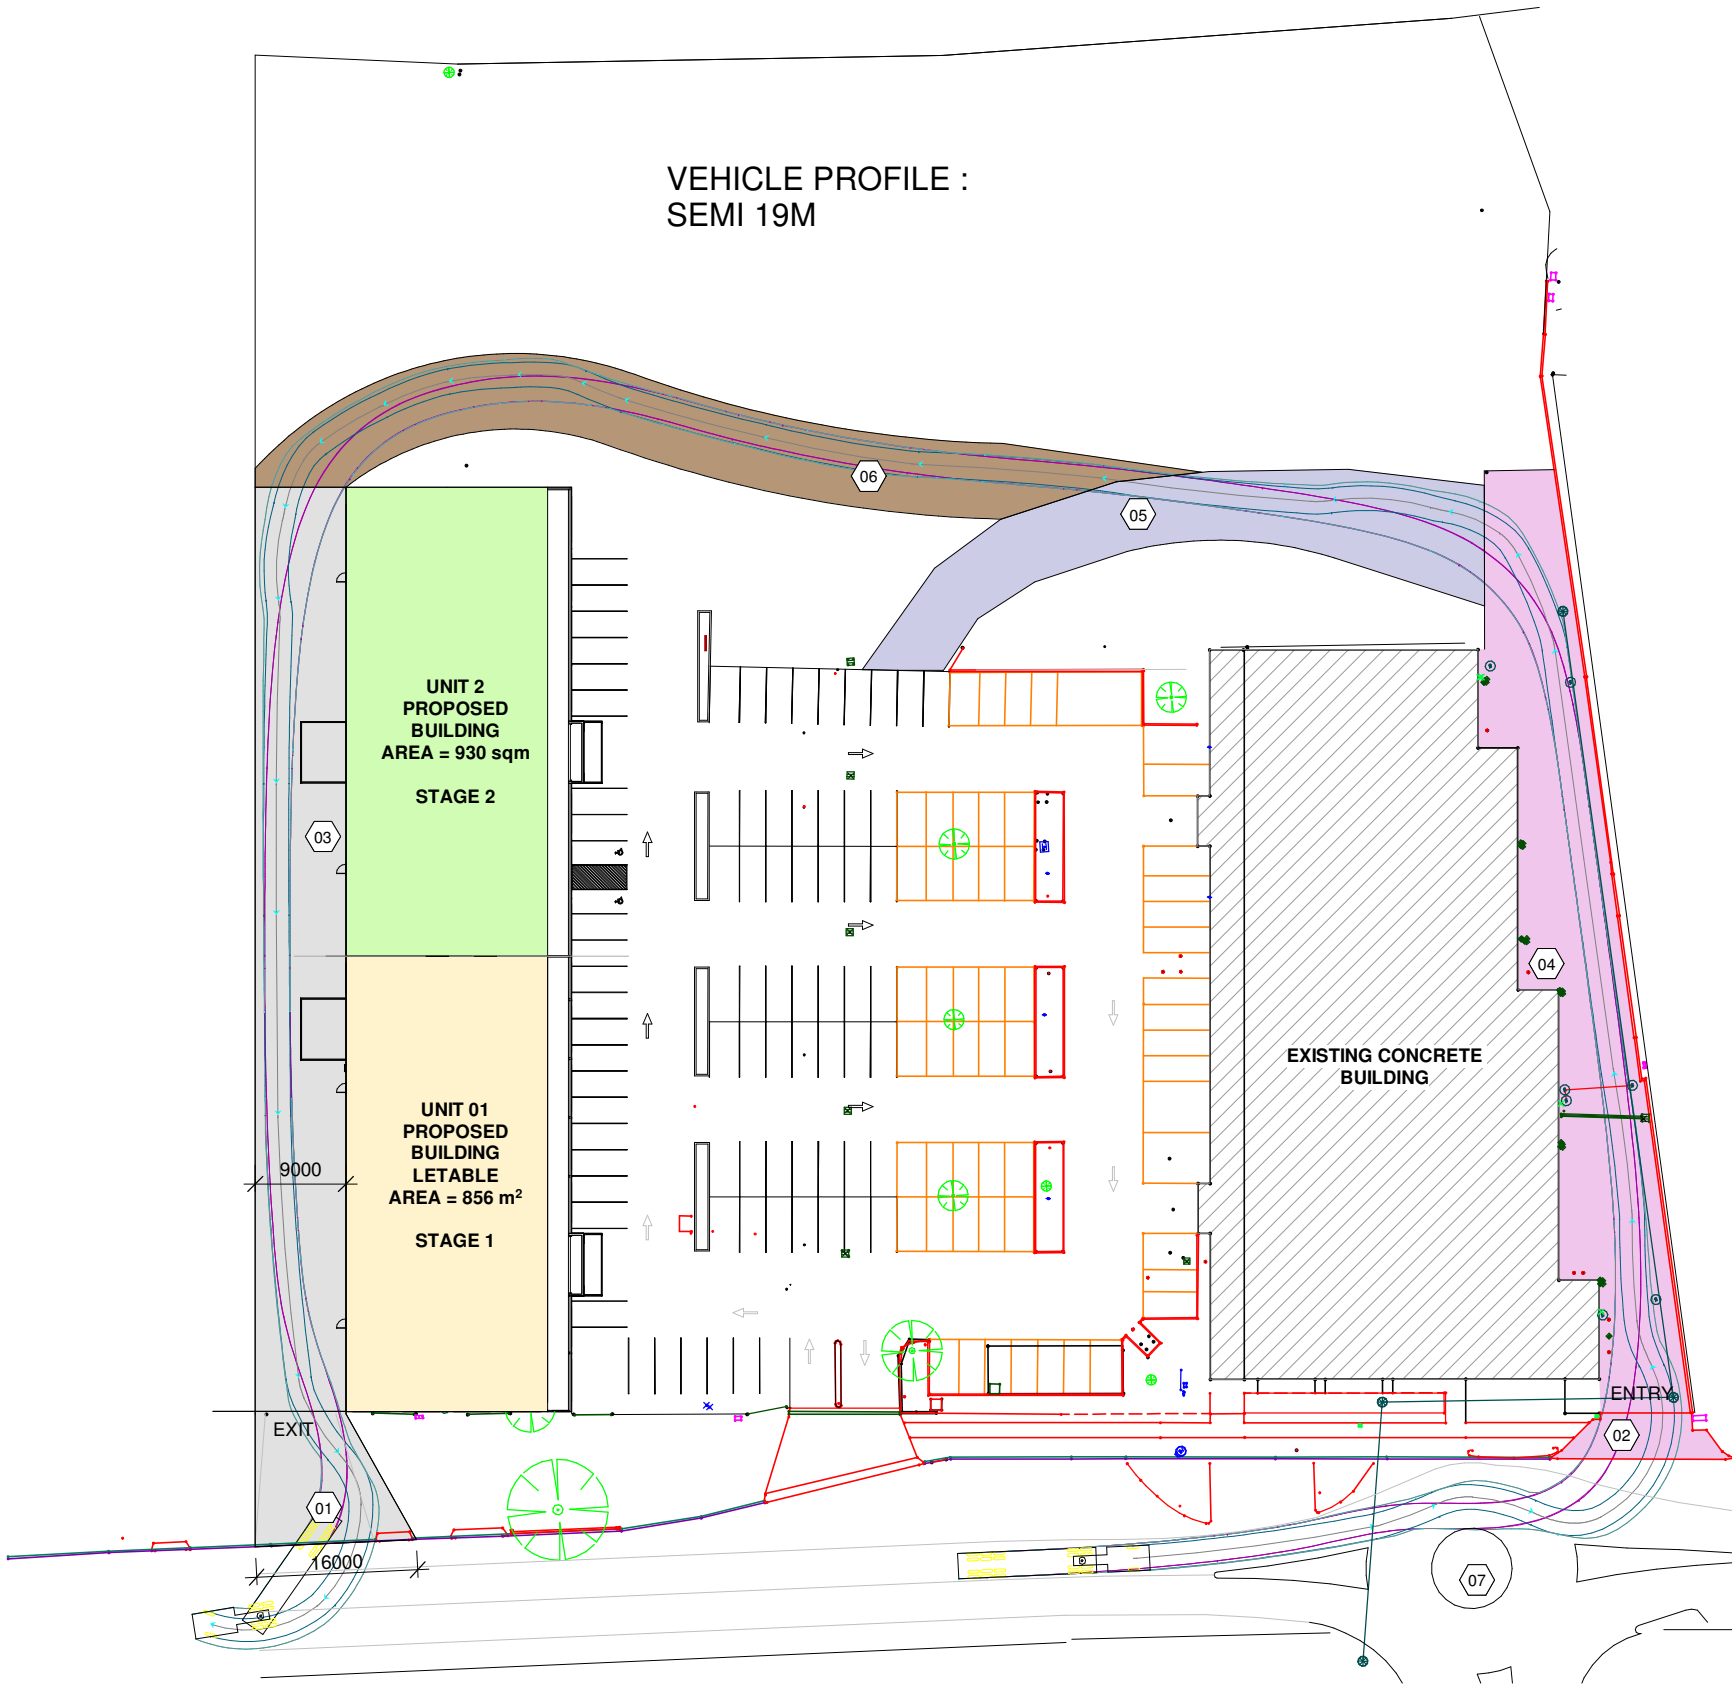 VEHICLE PROFILE :
SEMI 19M
06
05
UNIT 2
PROPOSED
BUILDING
AREA = 930 sqm
STAGE 2
03
04
EXISTING CONCRETE
BUILDING
UNIT 01
PROPOSED
BUILDING
LETABLE
AREA = 856 m²
STAGE 1
9000
ENTRY
EXIT
02
01
16000
07